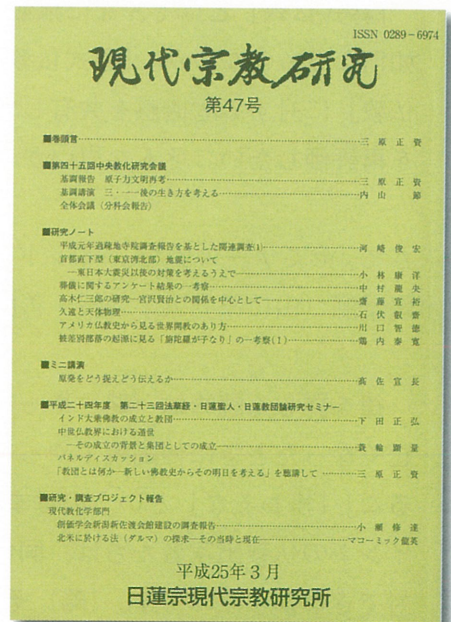 ISSN 0289-6974
現代宗教研究
第47号
■巻頭言……三原正資
■第四十五回中央教化研究会議
基調報告 原子力文明再考……三原正資
基調講演 三・一一後の生き方を考える……内山 節
全体会議（分科会報告）
■研究ノート
平成元年過疎地寺院調査報告を基とした関連調査(1)……河﨑俊宏
首都直下型（東京湾北部）地震について
―東日本大震災以後の対策を考えるうえで……小林康洋
葬儀に関するアンケート結果の一考察……中村龍央
高木仁三郎の研究―宮沢賢治との関係を中心として……齋藤宣裕
久遠と天体物理……石伏叡齋
アメリカ仏教史から見る世界開教のあり方……川口智徳
被差別部落の起源に見る「旃陀羅が子なり」の一考察（1）……鶏内泰寛
■ミニ講演
原発をどう捉えどう伝えるか……高佐宣長
■平成二十四年度 第二十三回法華経・日蓮聖人・日蓮教団論研究セミナー
インド大乗佛教の成立と教団……下田正弘
中世仏教界における遁世
―その成立の背景と集団としての成立……蓑輪顕量
パネルディスカッション
「教団とは何か―新しい佛教史からその明日を考える」を聴講して……三原正資
■研究・調査プロジェクト報告
現代教化学部門
創価学会新潟新佐渡会館建設の調査報告……小瀬修達
北米に於ける法（ダルマ）の探求―その当時と現在……マコーミック龍英
平成25年3月
日蓮宗現代宗教研究所